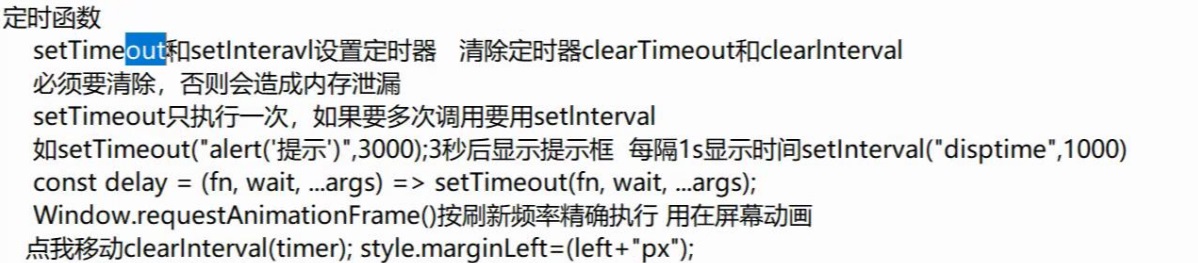 定时函数
setTimeout和setInteravl设置定时器 清除定时器clearTimeout和clearInterval
必须要清除，否则会造成内存泄漏
setTimeout只执行一次，如果要多次调用要用setInterval
如setTimeout("alert('提示')",3000);3秒后显示提示框 每隔1s显示时间setInterval("disptime",1000)
const delay = (fn, wait, ...args) => setTimeout(fn, wait, ...args);
Window.requestAnimationFrame()按刷新频率精确执行 用在屏幕动画
点我移动clearInterval(timer); style.marginLeft=(left+"px");